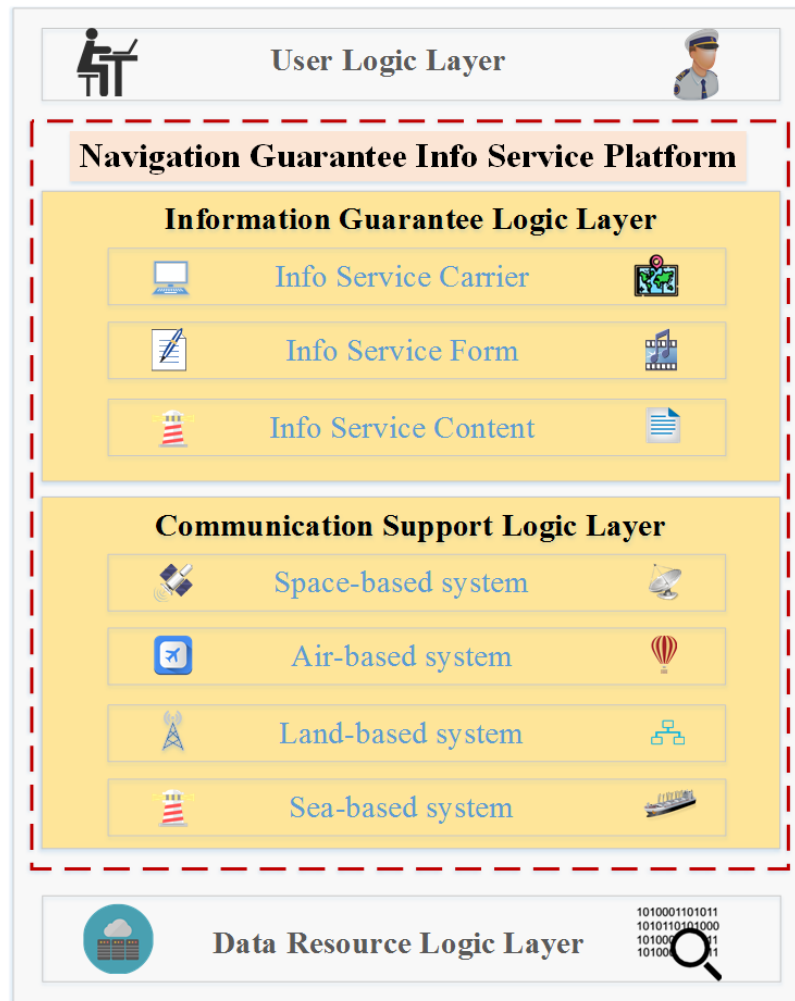 User Logic Layer
Navigation Guarantee Info Service Platform
Information Guarantee Logic Layer
Info Service Carrier
Info Service Form
Info Service Content
Communication Support Logic Layer
Space-based system
Air-based system
Land-based system
Sea-based system
Data Resource Logic Layer
1010001101011
1010110101000